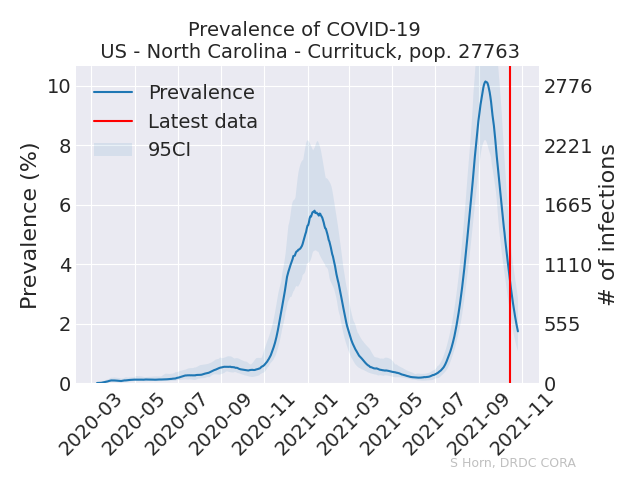 Prevalence of COVID-19
US - North Carolina - Currituck, pop. 27763
Prevalence
Latest data
95CI
Prevalence (%)
10
8
6
4
2
0
2776
2221
1665
1110
555
0
# of infections
2020-03
2020-05
2020-07
2020-09
2020-11
2021-01
2021-03
2021-05
2021-07
2021-09
2021-11
S Horn, DRDC CORA